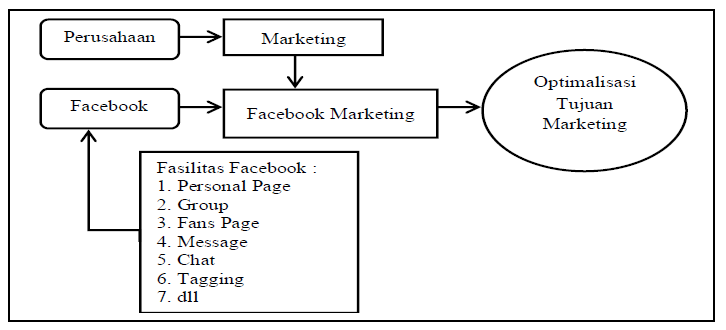 Perusahaan
Marketing
Facebook
Facebook Marketing
Optimalisasi
Tujuan
Marketing
Fasilitas Facebook :
1. Personal Page
2. Group
3. Fans Page
4. Message
5. Chat
6. Tagging
7. dll